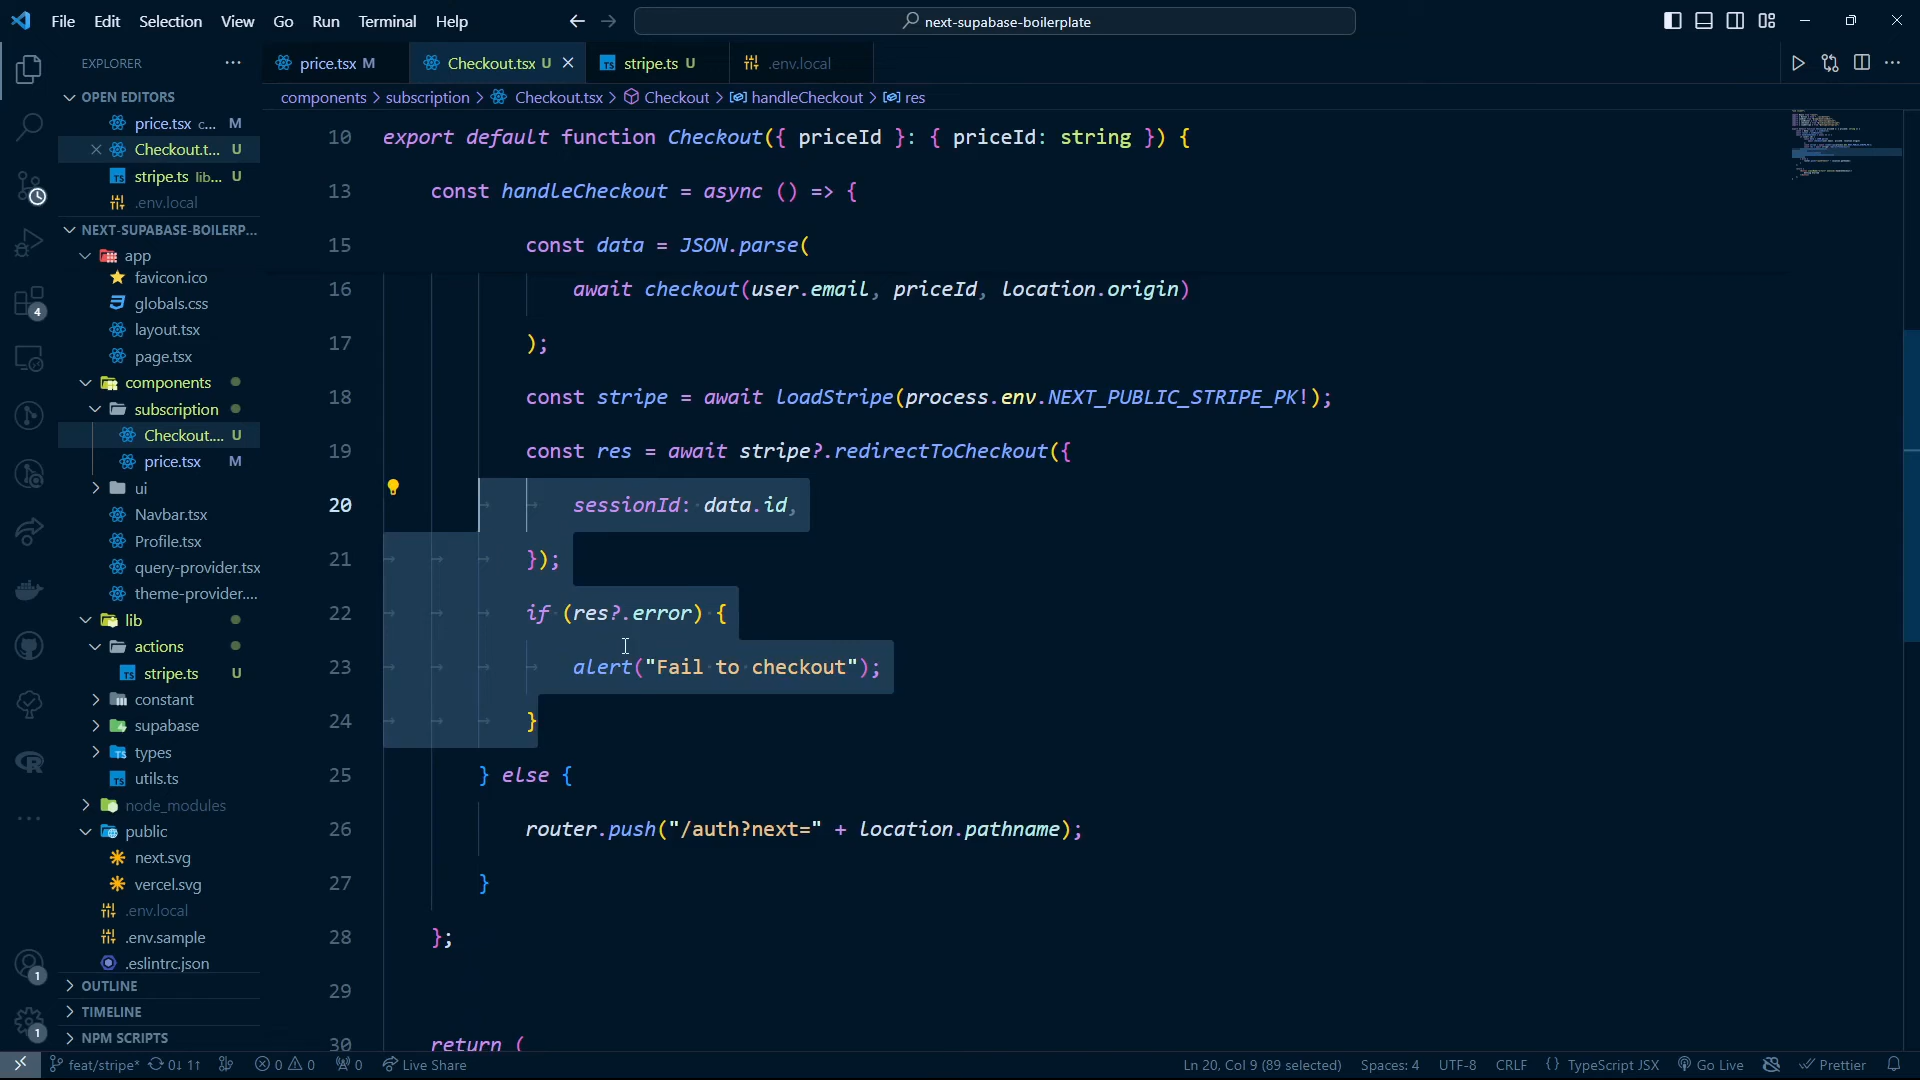 File Edit Selection View Go Run Terminal Help
next-supabase-boilerplate
EXPLORER
price.tsx M
Checkout.tsx U
stripe.ts U
.env.local
components > subscription > Checkout.tsx > Checkout > handleCheckout > res
OPEN EDITORS
price.tsx c... M
Checkout.t... U
stripe.ts lib... U
.env.local
NEXT-SUPABASE-BOILERP...
app
favicon.ico
globals.css
layout.tsx
page.tsx
components
subscription
Checkout.... U
price.tsx M
ui
Navbar.tsx
Profile.tsx
query-provider.tsx
theme-provider....
lib
actions
stripe.ts U
constant
supabase
types
utils.ts
node_modules
public
next.svg
vercel.svg
.env.local
.env.sample
.eslintrc.json
OUTLINE
TIMELINE
NPM SCRIPTS
4
1
1
10 export default function Checkout({ priceId }: { priceId: string }) {
13 const handleCheckout = async () => {
15 const data = JSON.parse(
16 await checkout(user.email, priceId, location.origin)
17 );
18 const stripe = await loadStripe(process.env.NEXT_PUBLIC_STRIPE_PK!);
19 const res = await stripe?.redirectToCheckout({
20 sessionId: data.id,
21 });
22 if (res?.error) {
23 alert("Fail to checkout");
24 }
25 } else {
26 router.push("/auth?next=" + location.pathname);
27 }
28 };
29
30 return (
feat/stripe* 0↓ 1↑ 0 0 0 Live Share
Ln 20, Col 9 (89 selected) Spaces: 4 UTF-8 CRLF {} TypeScript JSX Go Live Prettier